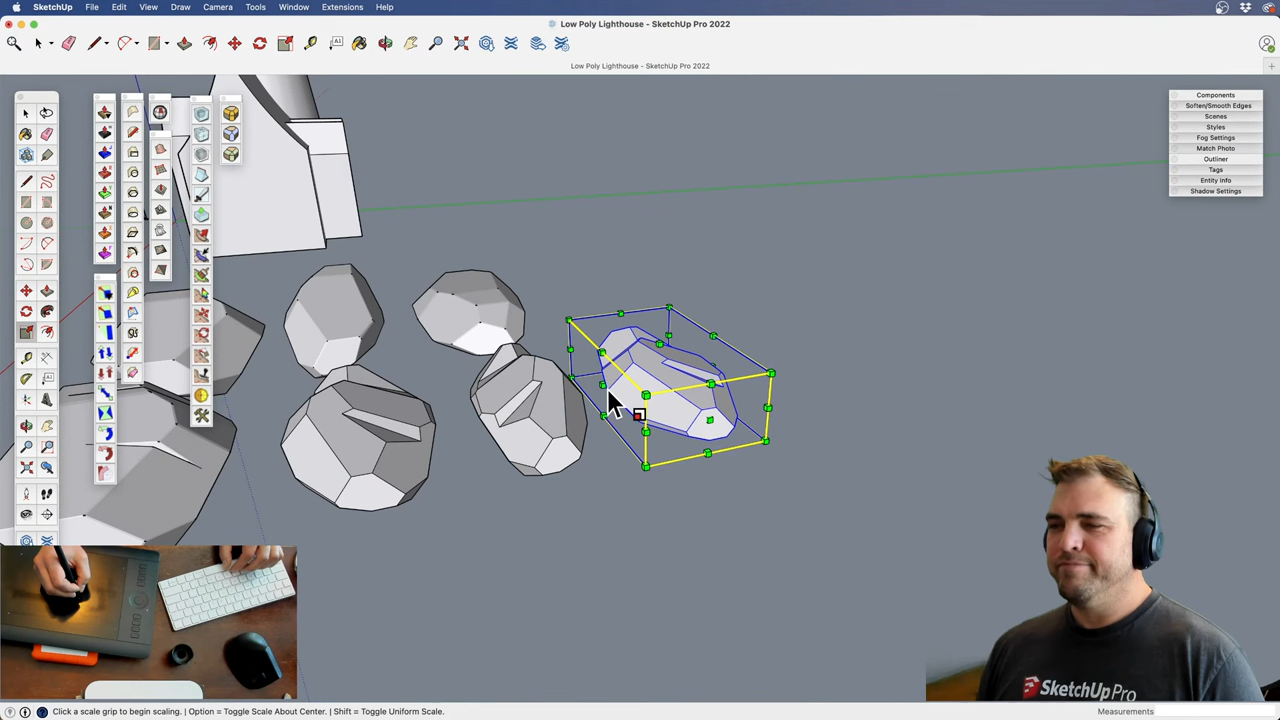 SketchUp File Edit View Draw Camera Tools Window Extensions Help
Low Poly Lighthouse - SketchUp Pro 2022
Low Poly Lighthouse - SketchUp Pro 2022
Components
Soften/Smooth Edges
Scenes
Styles
Fog Settings
Match Photo
Outliner
Tags
Entity Info
Shadow Settings
SketchUp Pro
Click a scale grip to begin scaling. | Option = Toggle Scale About Center. | Shift = Toggle Uniform Scale.
Measurements